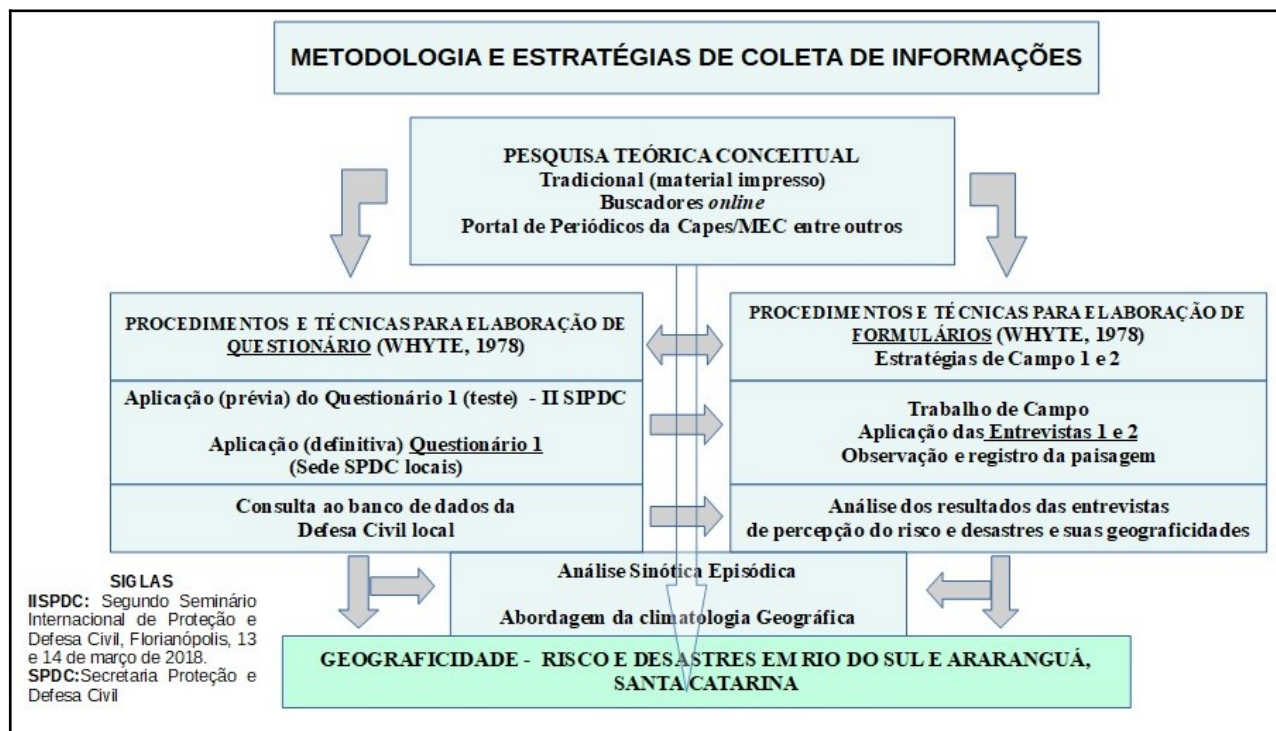 METODOLOGIA E ESTRATÉGIAS DE COLETA DE INFORMAÇÕES
PESQUISA TEÓRICA CONCEITUAL
Tradicional (material impresso)
Buscadores online
Portal de Periódicos da Capes/MEC entre outros
PROCEDIMENTOS E TÉCNICAS PARA ELABORAÇÃO DE
QUESTIONÁRIO (WHYTE, 1978)
PROCEDIMENTOS E TÉCNICAS PARA ELABORAÇÃO DE
FORMULÁRIOS (WHYTE, 1978)
Estratégias de Campo 1 e 2
Aplicação (prévia) do Questionário 1 (teste) - II SIPDC
Aplicação (definitiva) Questionário 1
(Sede SPDC locais)
Trabalho de Campo
Aplicação das Entrevistas 1 e 2
Observação e registro da paisagem
Consulta ao banco de dados da
Defesa Civil local
Análise dos resultados das entrevistas
de percepção do risco e desastres e suas geograficidades
Análise Sinótica Episódica
Abordagem da climatologia Geográfica
SIGLAS
IISPDC: Segundo Seminário
Internacional de Proteção e
Defesa Civil, Florianópolis, 13
e 14 de março de 2018.
SPDC:Secretaria Proteção e
Defesa Civil
GEOGRAFICIDADE - RISCO E DESASTRES EM RIO DO SUL E ARARANGUÁ,
SANTA CATARINA